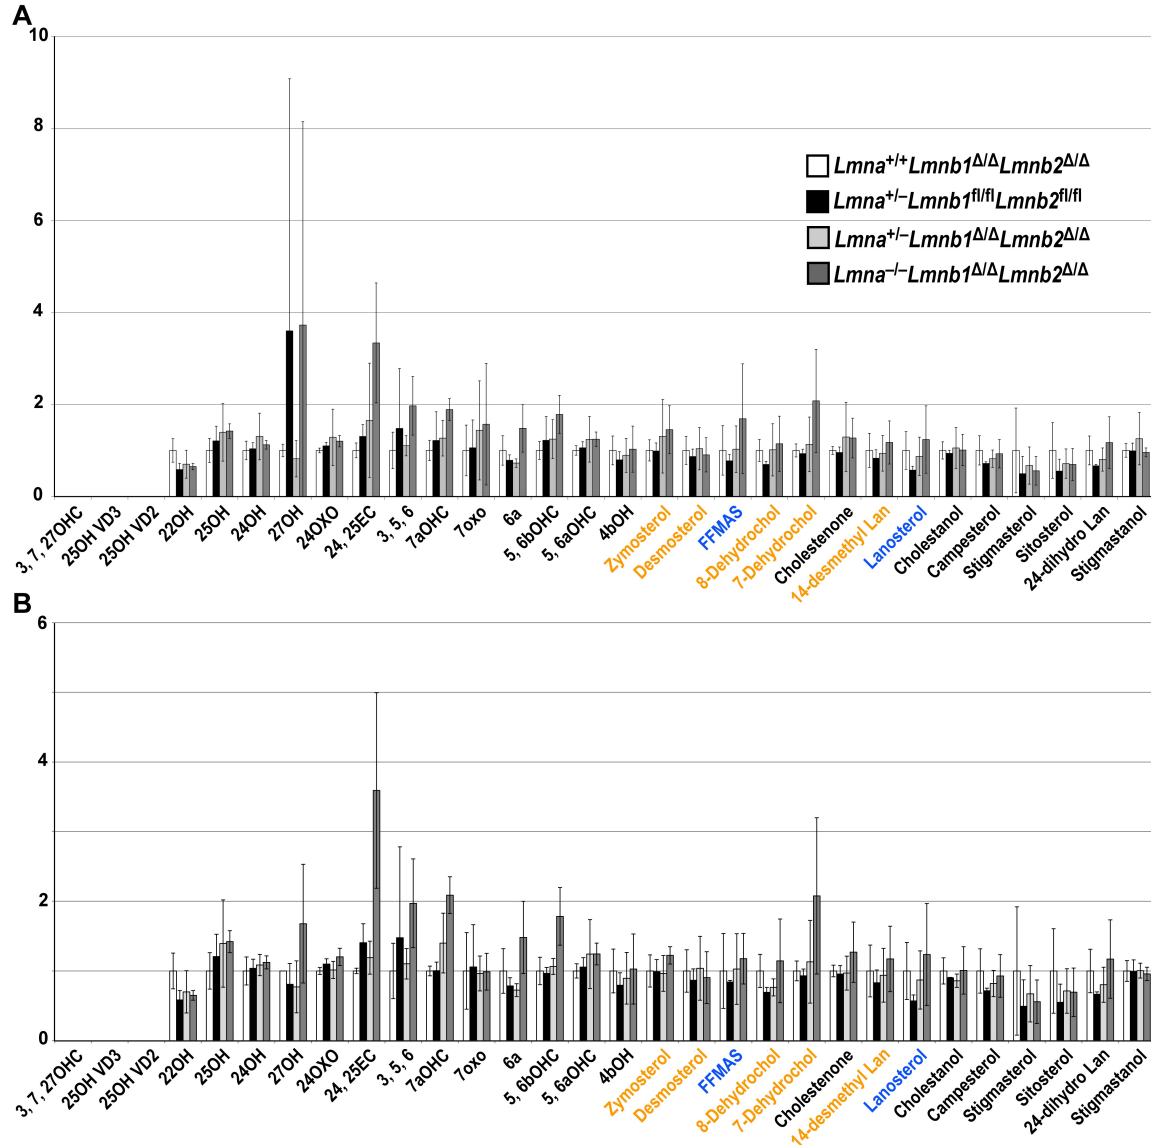 A
10
8
6
4
2
0
Lmna+/+Lmnb1Δ/ΔLmnb2Δ/Δ
Lmna+/–Lmnb1fl/flLmnb2fl/fl
Lmna+/–Lmnb1Δ/ΔLmnb2Δ/Δ
Lmna–/–Lmnb1Δ/ΔLmnb2Δ/Δ
3, 7, 27OHC
25OH VD3
25OH VD2
22OH
25OH
24OH
27OH
24OXO
24, 25EC
3, 5, 6
7aOHC
7oxo
6a
5, 6bOHC
5, 6aOHC
4bOH
Zymosterol
Desmosterol
FFMAS
8-Dehydrochol
7-Dehydrochol
Cholestenone
14-desmethyl Lan
Lanosterol
Cholestanol
Campesterol
Stigmasterol
Sitosterol
24-dihydro Lan
Stigmastanol
B
6
4
2
0
3, 7, 27OHC
25OH VD3
25OH VD2
22OH
25OH
24OH
27OH
24OXO
24, 25EC
3, 5, 6
7aOHC
7oxo
6a
5, 6bOHC
5, 6aOHC
4bOH
Zymosterol
Desmosterol
FFMAS
8-Dehydrochol
7-Dehydrochol
Cholestenone
14-desmethyl Lan
Lanosterol
Cholestanol
Campesterol
Stigmasterol
Sitosterol
24-dihydro Lan
Stigmastanol